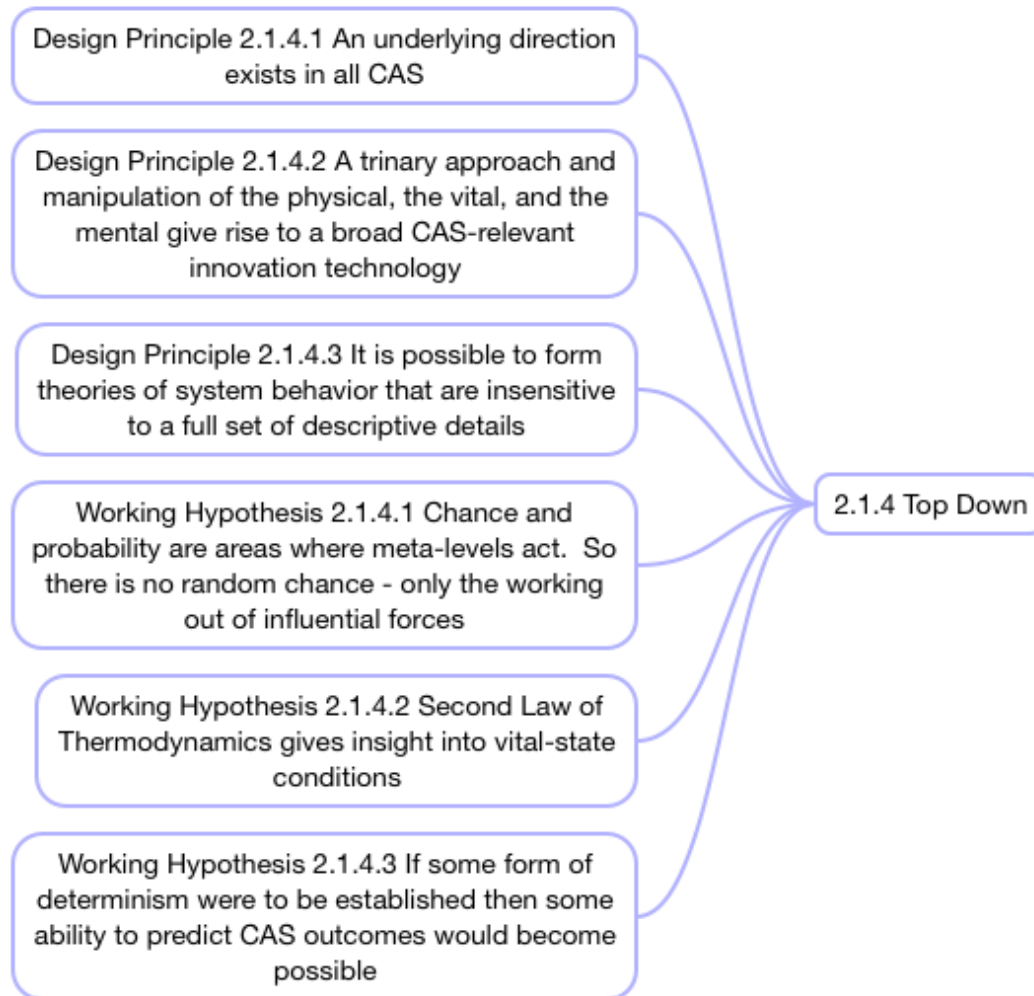 Design Principle 2.1.4.1 An underlying direction
exists in all CAS
Design Principle 2.1.4.2 A trinary approach and
manipulation of the physical, the vital, and the
mental give rise to a broad CAS-relevant
innovation technology
Design Principle 2.1.4.3 It is possible to form
theories of system behavior that are insensitive
to a full set of descriptive details
Working Hypothesis 2.1.4.1 Chance and
probability are areas where meta-levels act.  So
there is no random chance - only the working
out of influential forces
Working Hypothesis 2.1.4.2 Second Law of
Thermodynamics gives insight into vital-state
conditions
Working Hypothesis 2.1.4.3 If some form of
determinism were to be established then some
ability to predict CAS outcomes would become
possible
2.1.4 Top Down